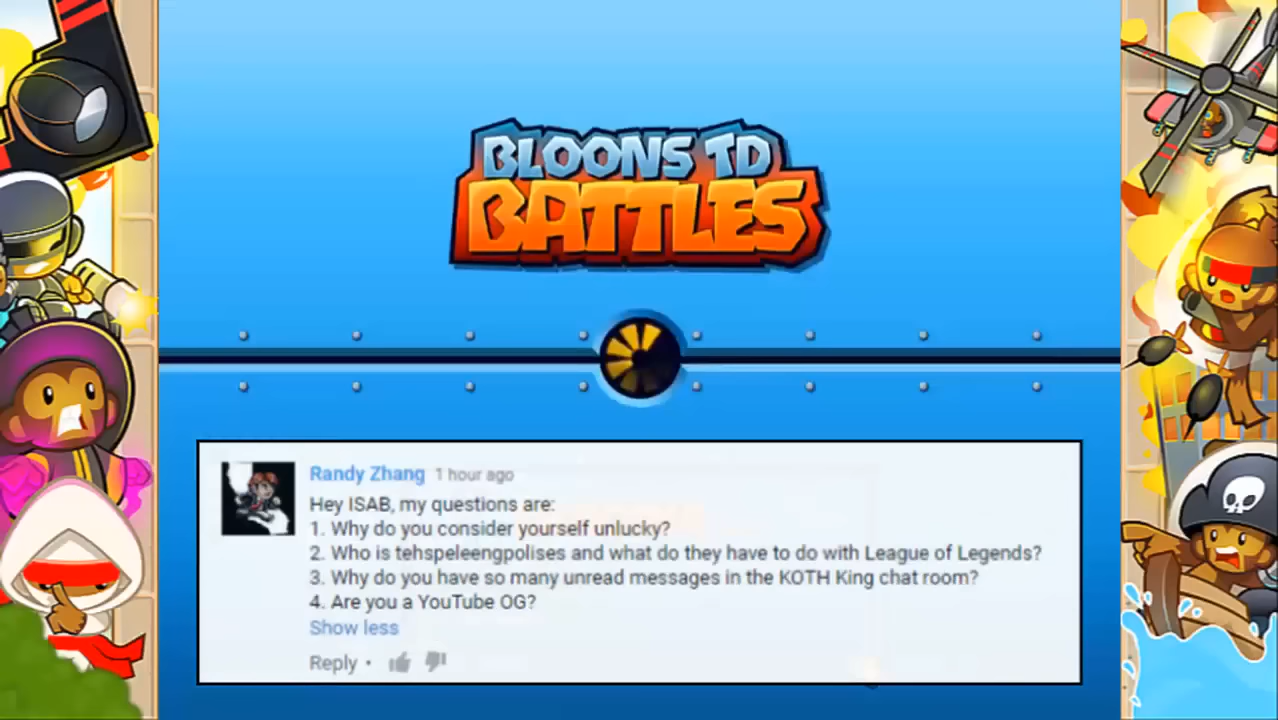 BLOONS TD
BATTLES
Randy Zhang 1 hour ago
Hey ISAB, my questions are:
1. Why do you consider yourself unlucky?
2. Who is tehspeleengpolises and what do they have to do with League of Legends?
3. Why do you have so many unread messages in the KOTH King chat room?
4. Are you a YouTube OG?
Show less
Reply •